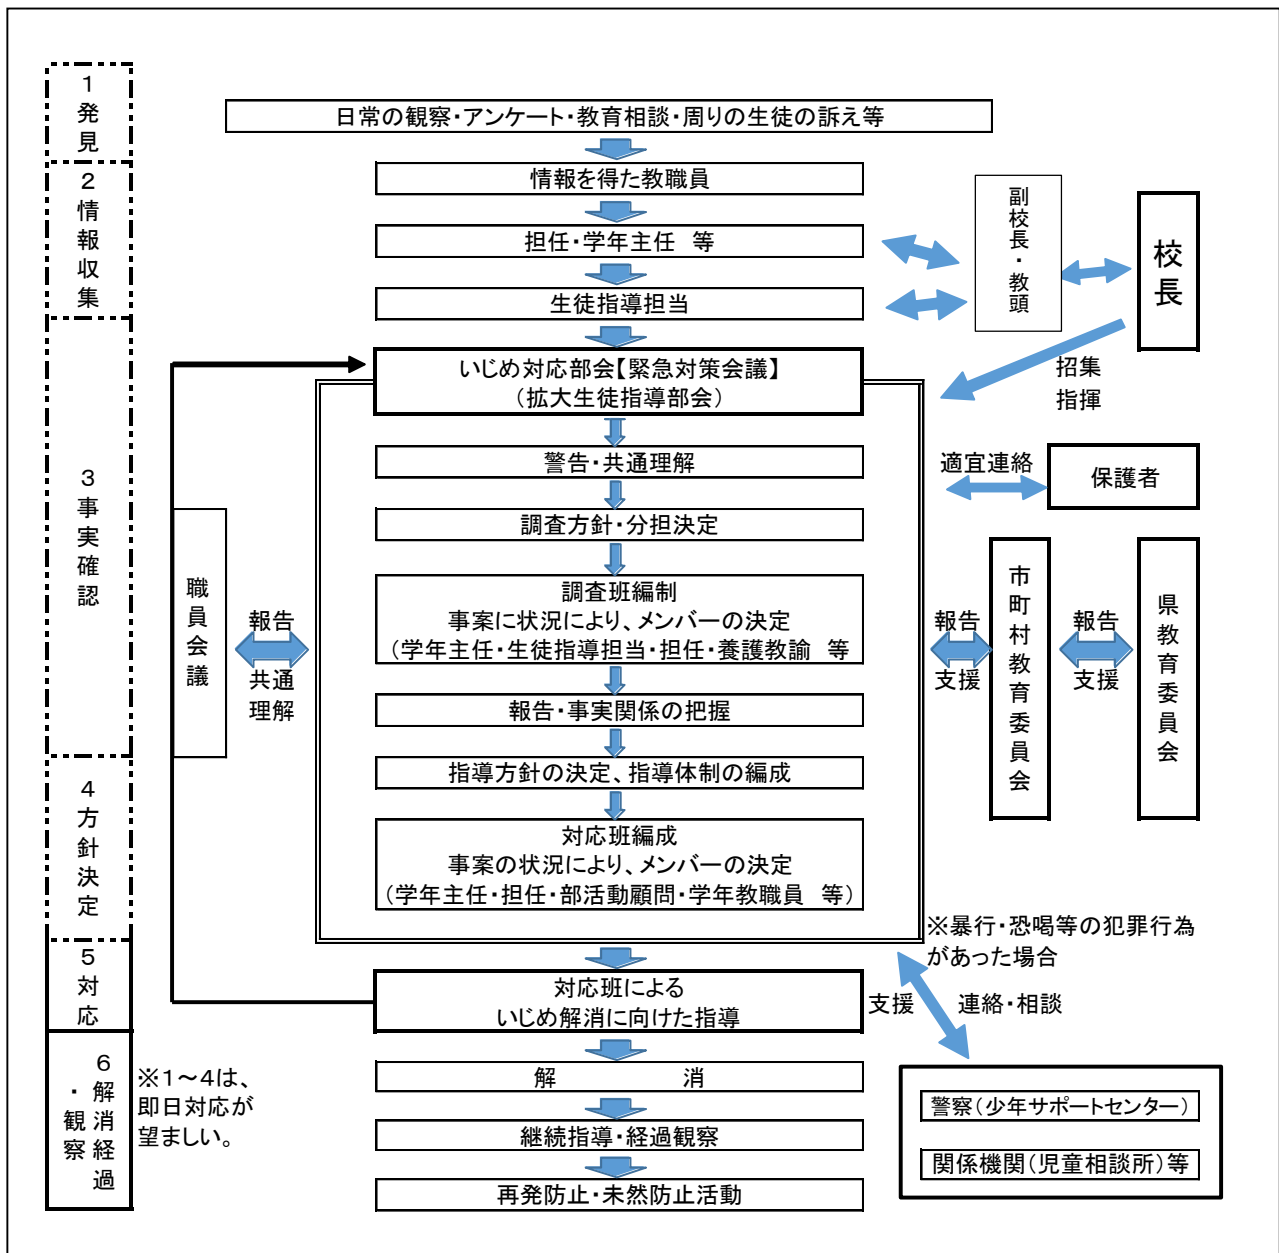 1
発
見
2
情
報
収
集
3
事
実
確
認
4
方
針
決
定
5
対
応
6
解
消
経
過
・
観
察
日常の観察・アンケート・教育相談・周りの生徒の訴え等
情報を得た教職員
担任・学年主任 等
生徒指導担当
副校長・教頭
校長
招集
指揮
いじめ対応部会【緊急対策会議】
(拡大生徒指導部会)
警告・共通理解
適宜連絡
保護者
調査方針・分担決定
調査班編制
事案に状況により、メンバーの決定
(学年主任・生徒指導担当・担任・養護教諭 等
職員会議
報告
共通
理解
報告
支援
市町村教育委員会
報告
支援
県教育委員会
報告・事実関係の把握
指導方針の決定、指導体制の編成
対応班編成
事案の状況により、メンバーの決定
(学年主任・担任・部活動顧問・学年教職員 等)
※暴行・恐喝等の犯罪行為
があった場合
対応班による
いじめ解消に向けた指導
支援
連絡・相談
※1~4は、
即日対応が
望ましい。
解 消
継続指導・経過観察
再発防止・未然防止活動
警察(少年サポートセンター)
関係機関(児童相談所)等